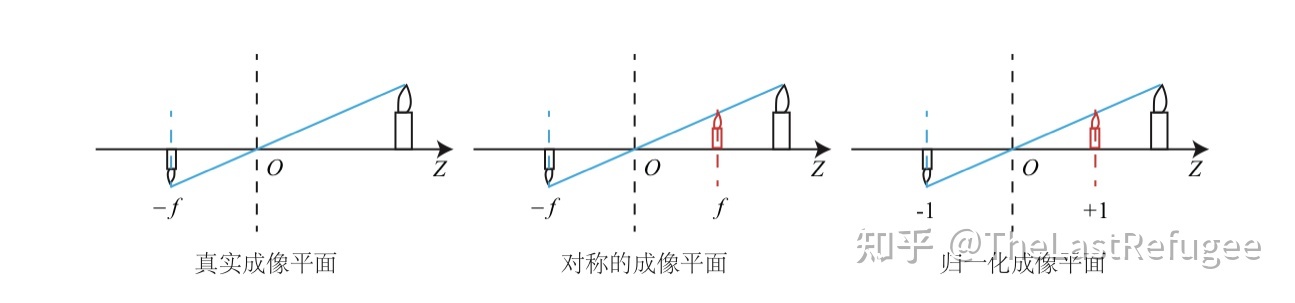 O
Z
−f
真实成像平面
O
Z
−f
f
对称的成像平面
O
Z
-1
+1
归一化成像平面
知乎 @TheLastRefugee